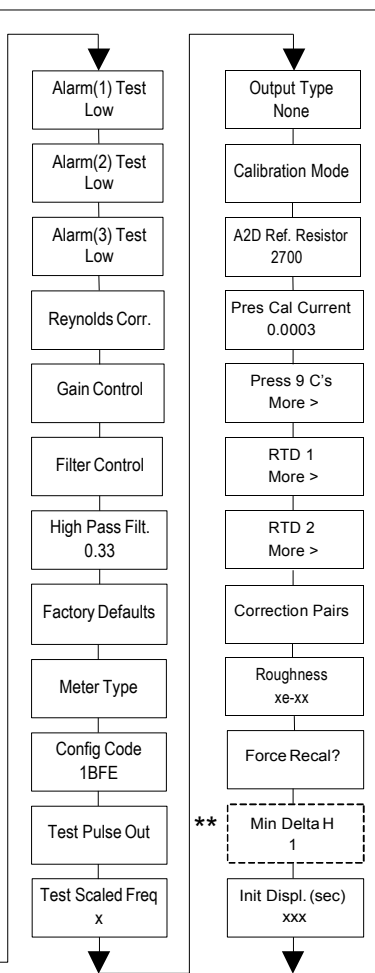 Alarm(1) Test
Low
Alarm(2) Test
Low
Alarm(3) Test
Low
Reynolds Corr.
Gain Control
Filter Control
High Pass Filt.
0.33
Factory Defaults
Meter Type
Config Code
1BFE
Test Pulse Out
Test Scaled Freq
x
Output Type
None
Calibration Mode
A2D Ref. Resistor
2700
Pres Cal Current
0.0003
Press 9 C's
More >
RTD 1
More >
RTD 2
More >
Correction Pairs
Roughness
xe-xx
Force Recal?
** Min Delta H
1
Init Displ. (sec)
xxx